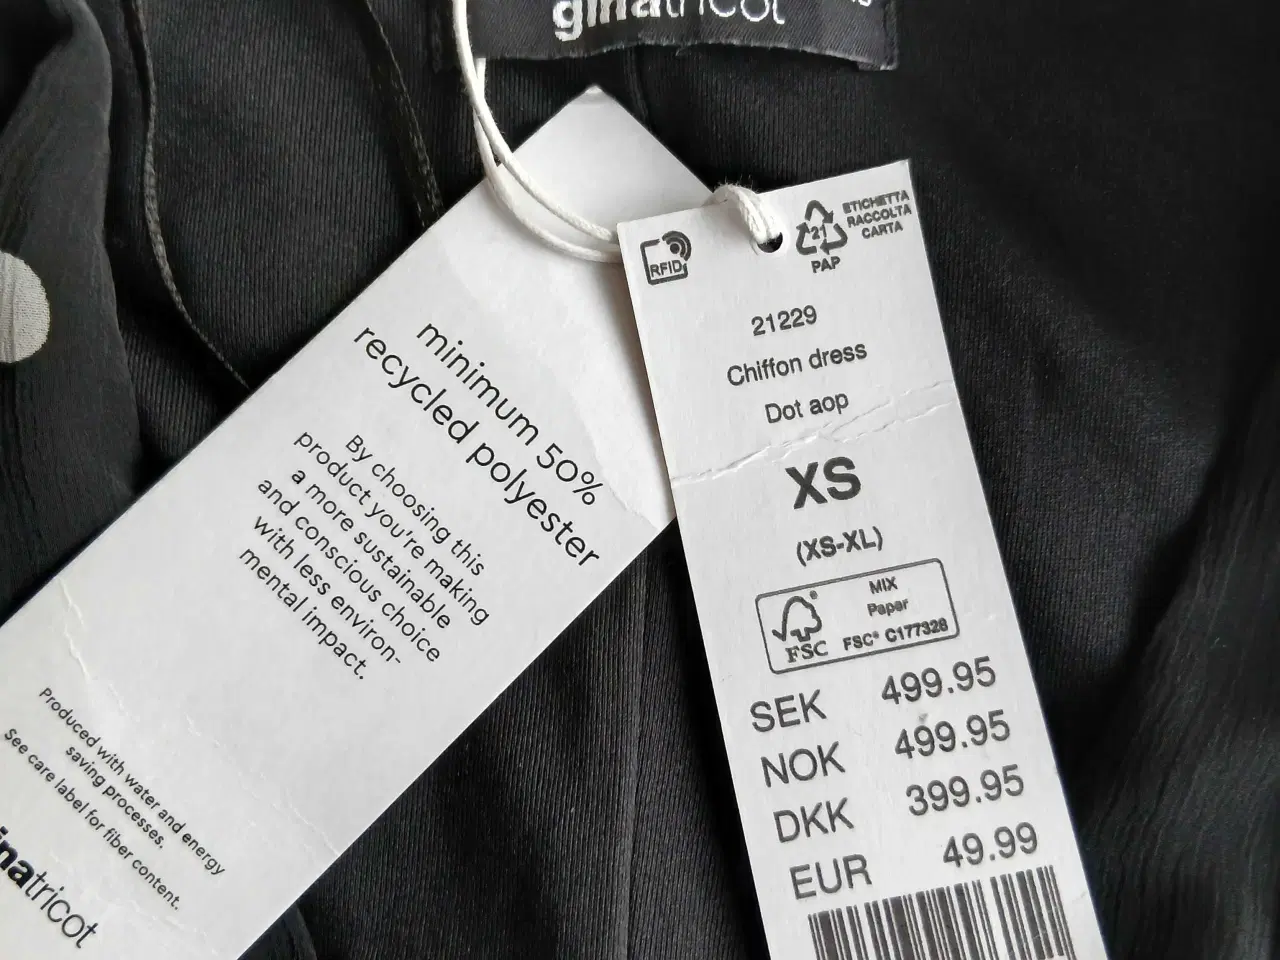 ginatricot
minimum 50%
recycled polyester
By choosing this
product you're making
a more sustainable
and conscious choice
with less environ-
mental impact.
Produced with water and energy
saving processes.
See care label for fiber content.
inatricot
RFID
21
PAP
ETICHETTA
RACCOLTA
CARTA
21229
Chiffon dress
Dot aop
XS
(XS-XL)
FSC®
MIX
Paper
FSC® C177328
SEK 499.95
NOK 499.95
DKK 399.95
EUR 49.99